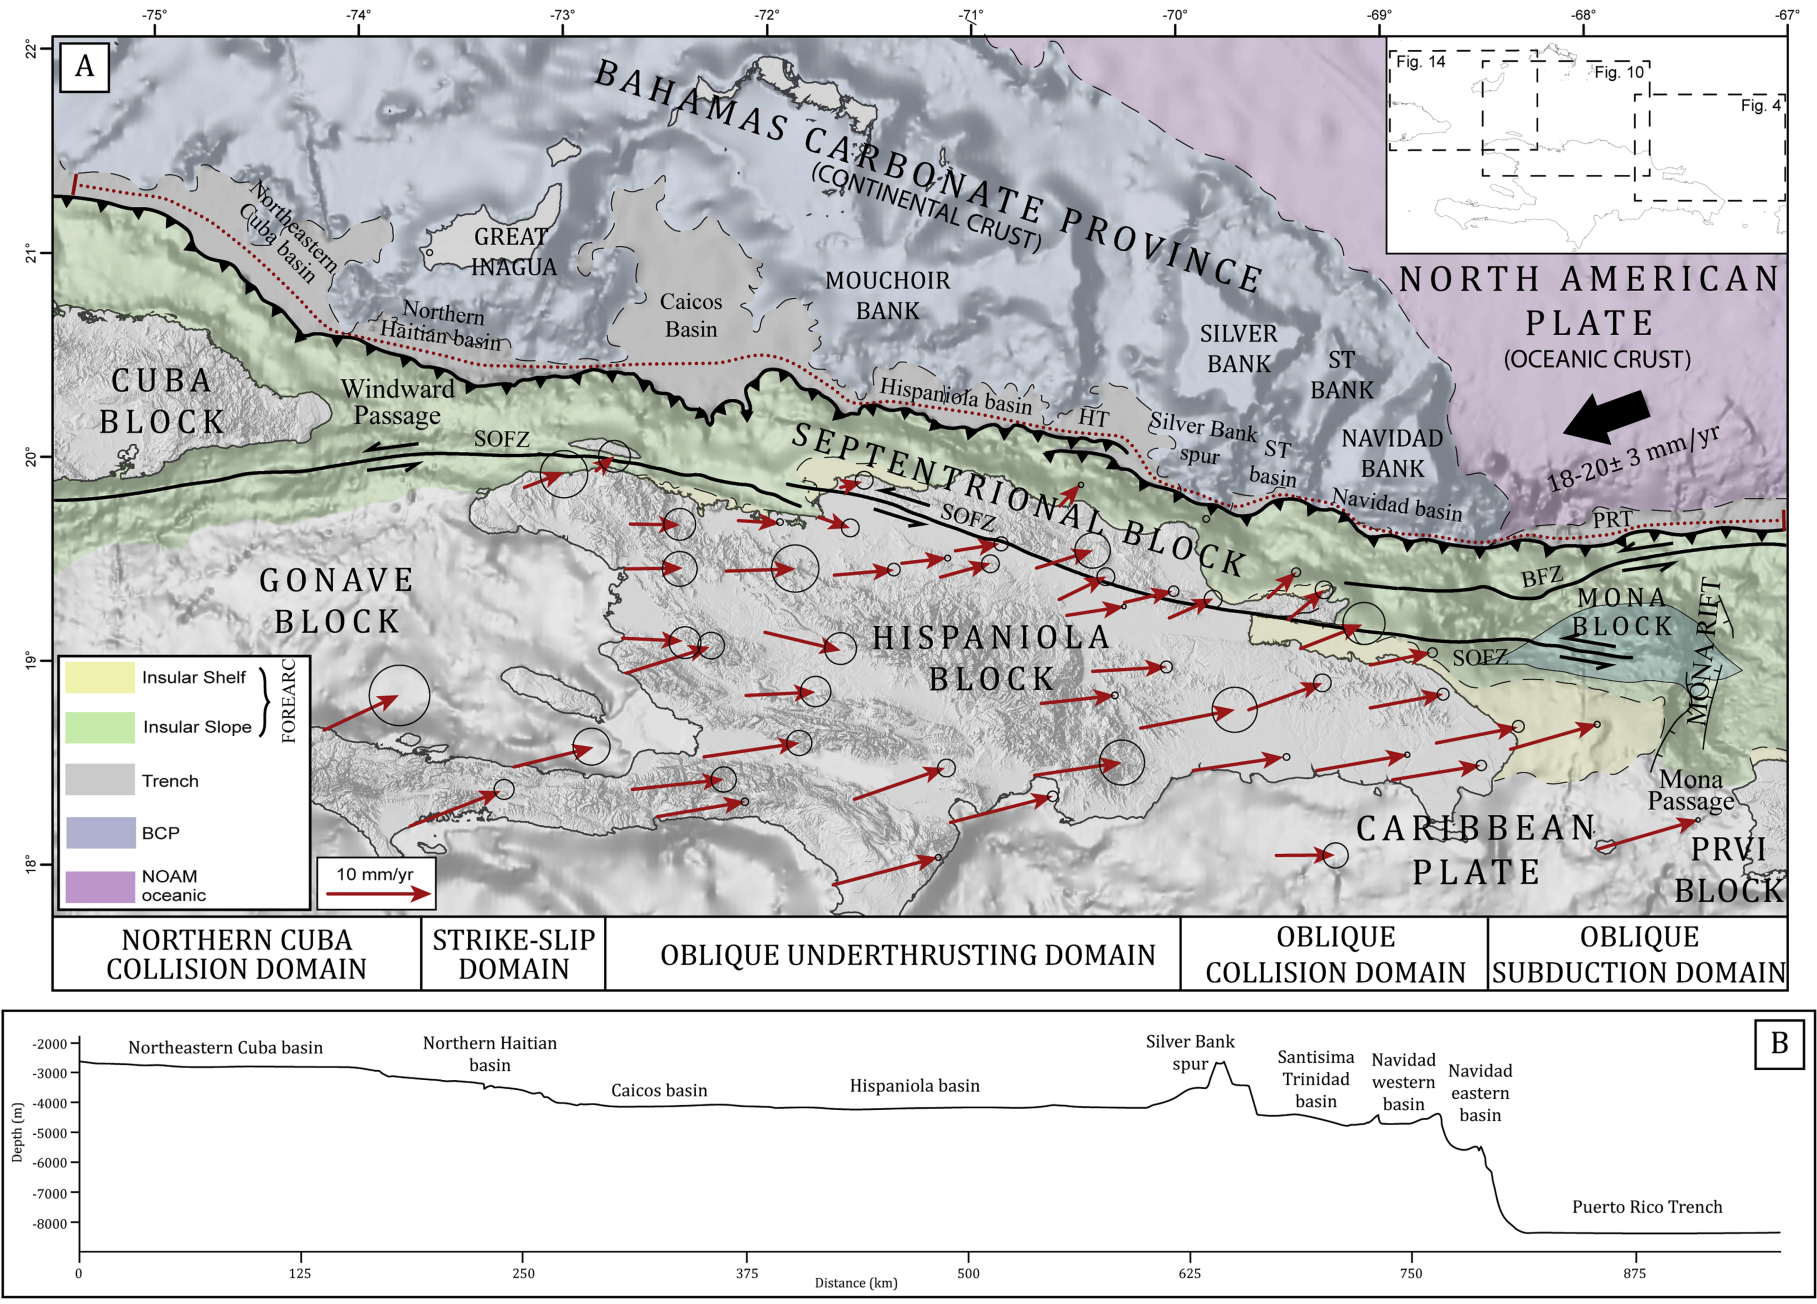 -75°
-74°
-73°
-72°
-71°
-70°
-69°
-68°
-67°
22°
21°
20°
19°
18°
A
BAHAMAS CARBONATE PROVINCE
(CONTINENTAL CRUST)
Fig. 14
Fig. 10
Fig. 4
NORTH AMERICAN
PLATE
(OCEANIC CRUST)
18-20± 3 mm/yr
Northeastern
Cuba basin
GREAT
INAGUA
Northern
Haitian basin
Caicos
Basin
MOUCHOIR
BANK
SILVER
BANK
ST
BANK
NAVIDAD
BANK
Hispaniola basin
HT
Silver Bank
spur
ST
basin
Navidad basin
PRT
CUBA
BLOCK
Windward
Passage
SOFZ
SEPTENTRIONAL BLOCK
SOFZ
BFZ
MONA
BLOCK
MONA RIFT
SOFZ
GONAVE
BLOCK
HISPANIOLA
BLOCK
Mona
Passage
CARIBBEAN
PLATE
PRVI
BLOCK
Insular Shelf
Insular Slope
FOREARC
Trench
BCP
NOAM
oceanic
10 mm/yr
NORTHERN CUBA
COLLISION DOMAIN
STRIKE-SLIP
DOMAIN
OBLIQUE UNDERTHRUSTING DOMAIN
OBLIQUE
COLLISION DOMAIN
OBLIQUE
SUBDUCTION DOMAIN
B
Depth (m)
-2000
-3000
-4000
-5000
-6000
-7000
-8000
Northeastern Cuba basin
Northern Haitian
basin
Caicos basin
Hispaniola basin
Silver Bank
spur
Santisima
Trinidad
basin
Navidad
western
basin
Navidad
eastern
basin
Puerto Rico Trench
0
125
250
375
500
625
750
875
Distance (km)